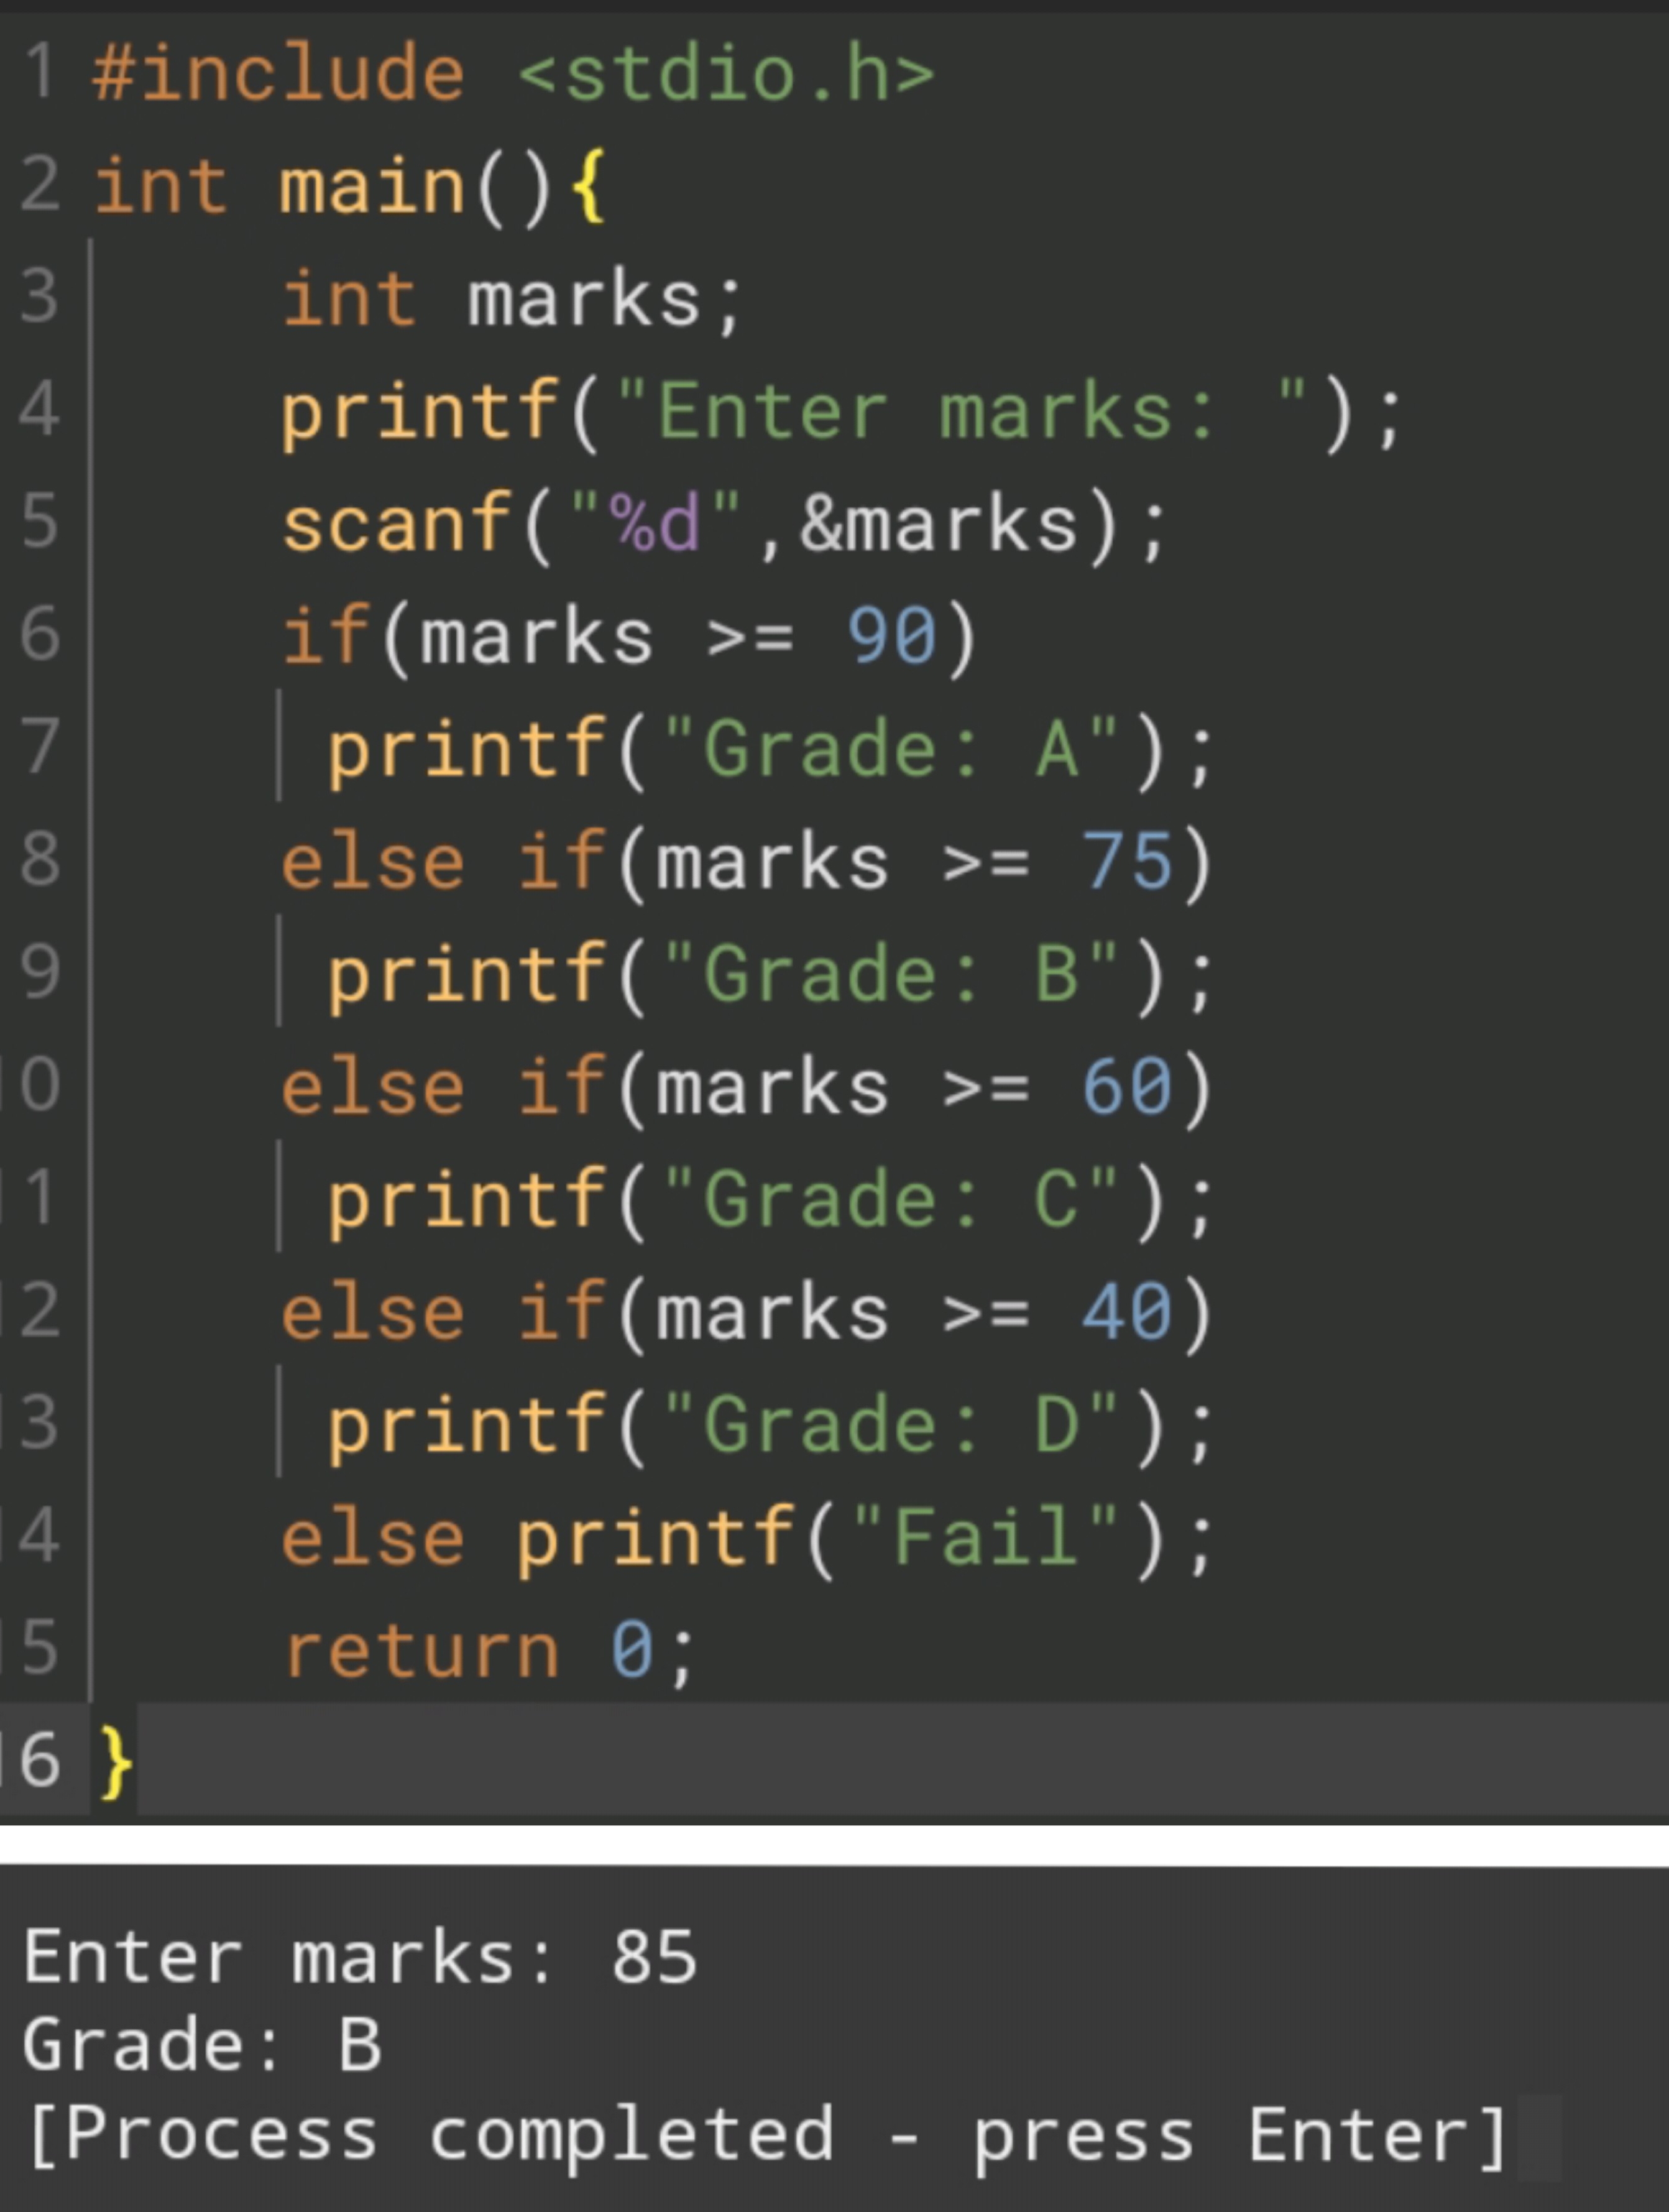 1 #include <stdio.h>
2 int main(){
3     int marks;
4     printf("Enter marks: ");
5     scanf("%d",&marks);
6     if(marks >= 90)
7      printf("Grade: A");
8     else if(marks >= 75)
9      printf("Grade: B");
10     else if(marks >= 60)
11      printf("Grade: C");
12     else if(marks >= 40)
13      printf("Grade: D");
14     else printf("Fail");
15     return 0;
16 }
Enter marks: 85
Grade: B
[Process completed - press Enter]